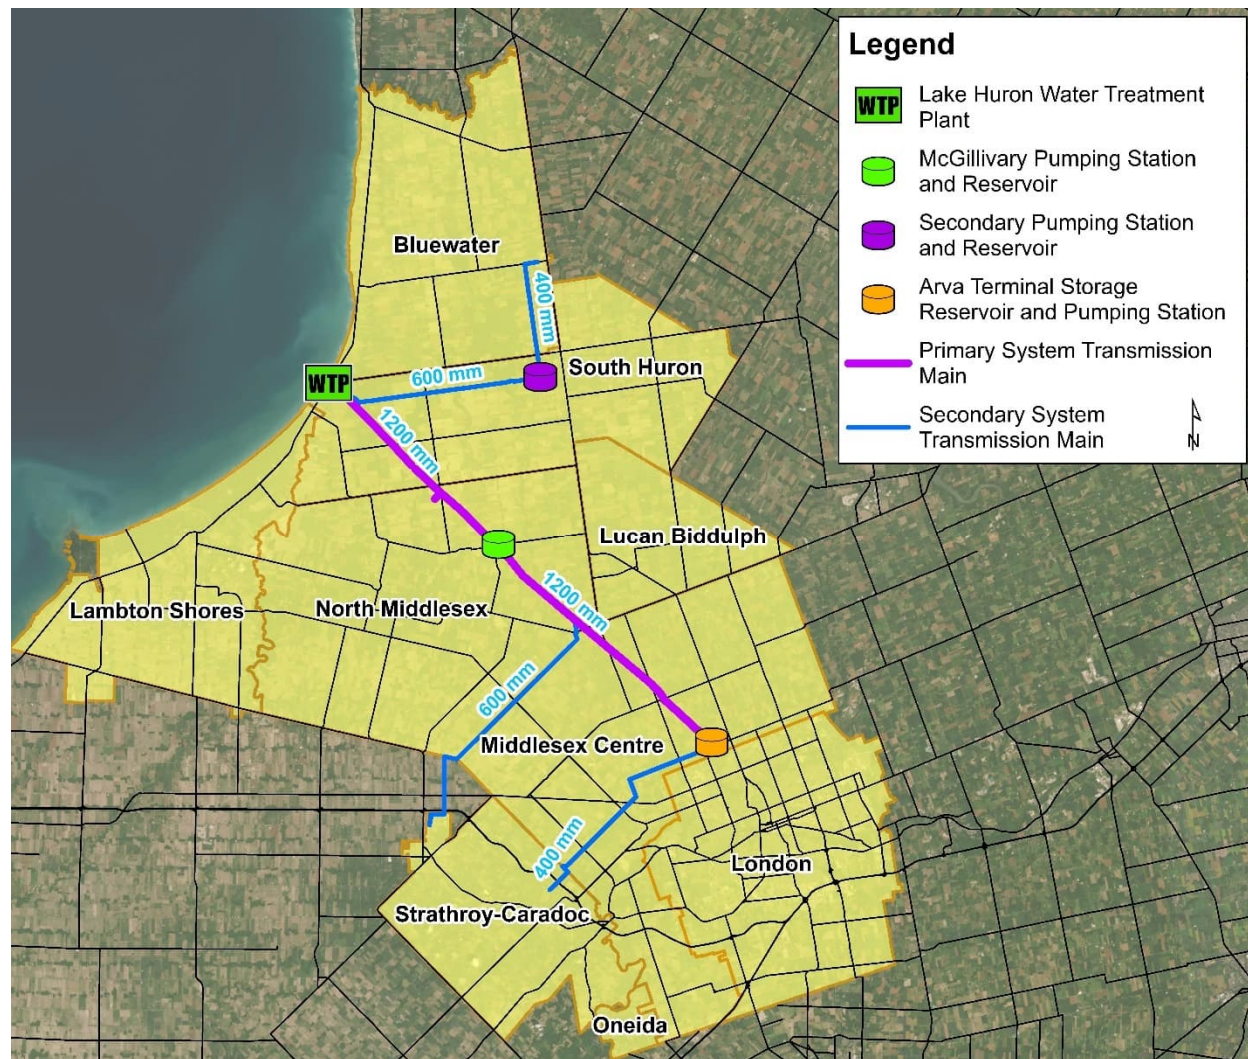 Legend
WTP
Lake Huron Water Treatment
Plant
McGillivary Pumping Station
and Reservoir
Secondary Pumping Station
and Reservoir
Arva Terminal Storage
Reservoir and Pumping Station
Primary System Transmission
Main
Secondary System
Transmission Main
N
Bluewater
400 mm
South Huron
600 mm
WTP
1200 mm
Lucan Biddulph
1200 mm
Lambton Shores
North Middlesex
600 mm
Middlesex Centre
400 mm
London
Strathroy-Caradoc
Oneida